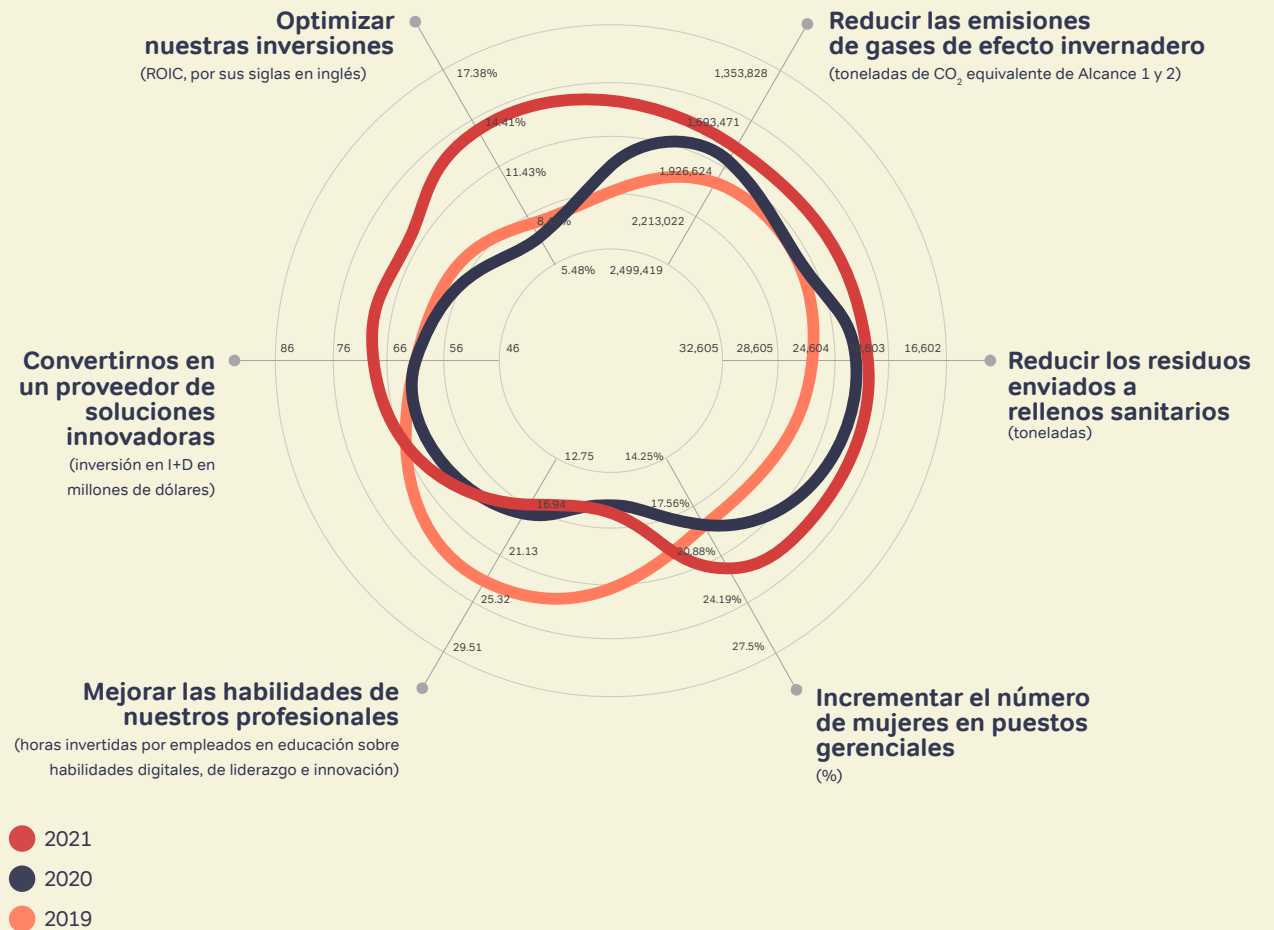 Optimizar
nuestras inversiones
(ROIC, por sus siglas en inglés)
Reducir las emisiones
de gases de efecto invernadero
(toneladas de CO2 equivalente de Alcance 1 y 2)
17.38%
14.41%
11.43%
5.48%
1,353,828
1,693,471
1,926,624
2,213,022
2,499,419
86
76
66
56
46
32,605
28,605
24,604
16,602
Convertirnos en
un proveedor de
soluciones
innovadoras
(inversión en I+D en
millones de dólares)
Reducir los residuos
enviados a
rellenos sanitarios
(toneladas)
12.75
16.94
21.13
25.32
29.51
14.25%
17.56%
20.88%
24.19%
27.5%
Mejorar las habilidades de
nuestros profesionales
(horas invertidas por empleados en educación sobre
habilidades digitales, de liderazgo e innovación)
Incrementar el número
de mujeres en puestos
gerenciales
(%)
2021
2020
2019